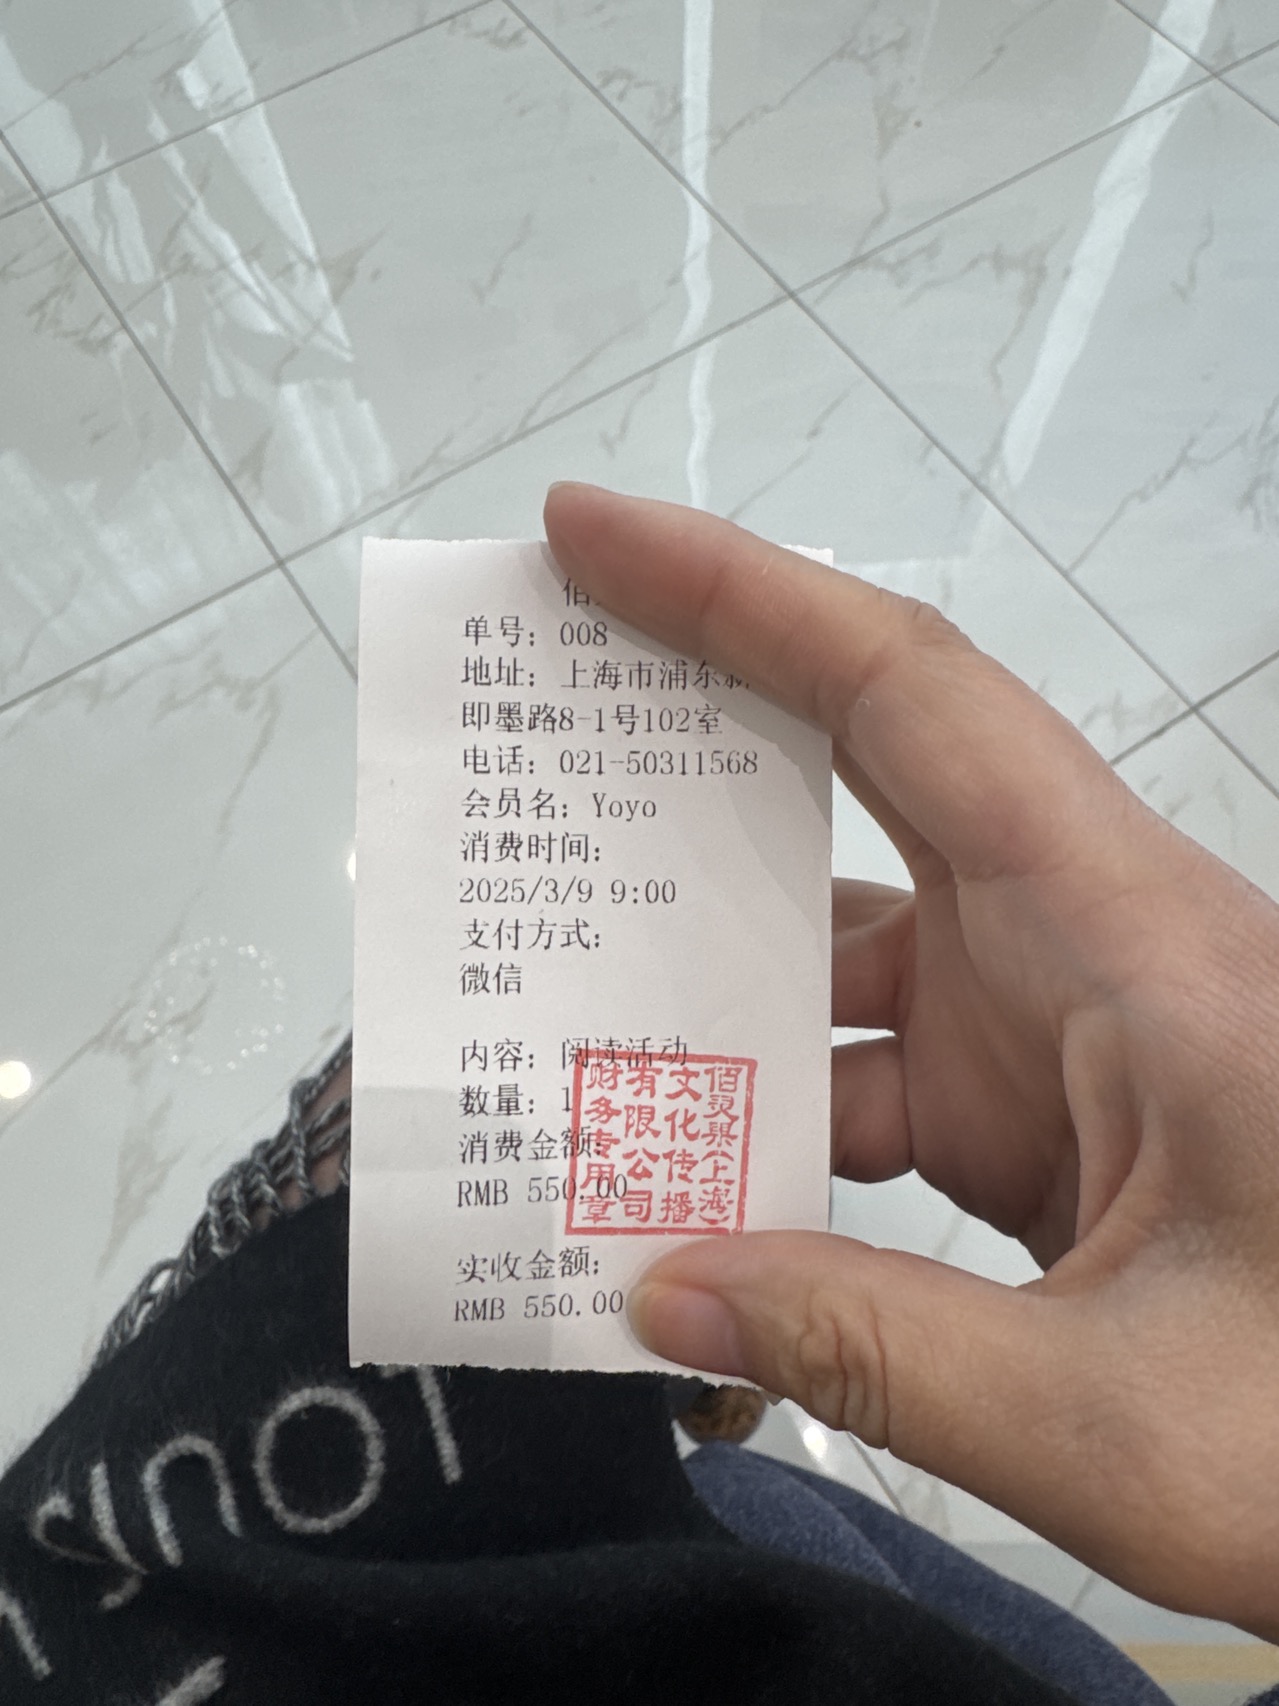 佰
单号：008
地址：上海市浦东新
即墨路8-1号102室
电话：021-50311568
会员名：Yoyo
消费时间：
2025/3/9 9:00
支付方式：
微信
内容：阅读活动
数量：1
消费金额：
RMB 550.00
实收金额：
RMB 550.00
佰灵果(上海)
文化传播
有限公司
财务专用章
LOUIS